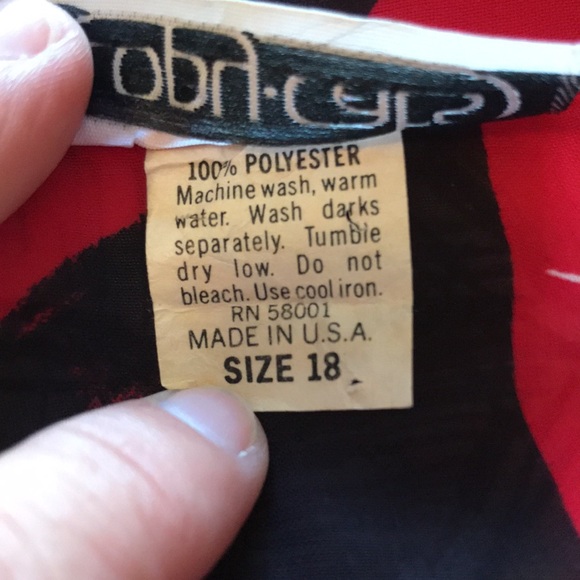 100% POLYESTER
Machine wash, warm
water. Wash darks
separately. Tumble
dry low. Do not
bleach. Use cool iron.
RN 58001
MADE IN U.S.A.
SIZE 18